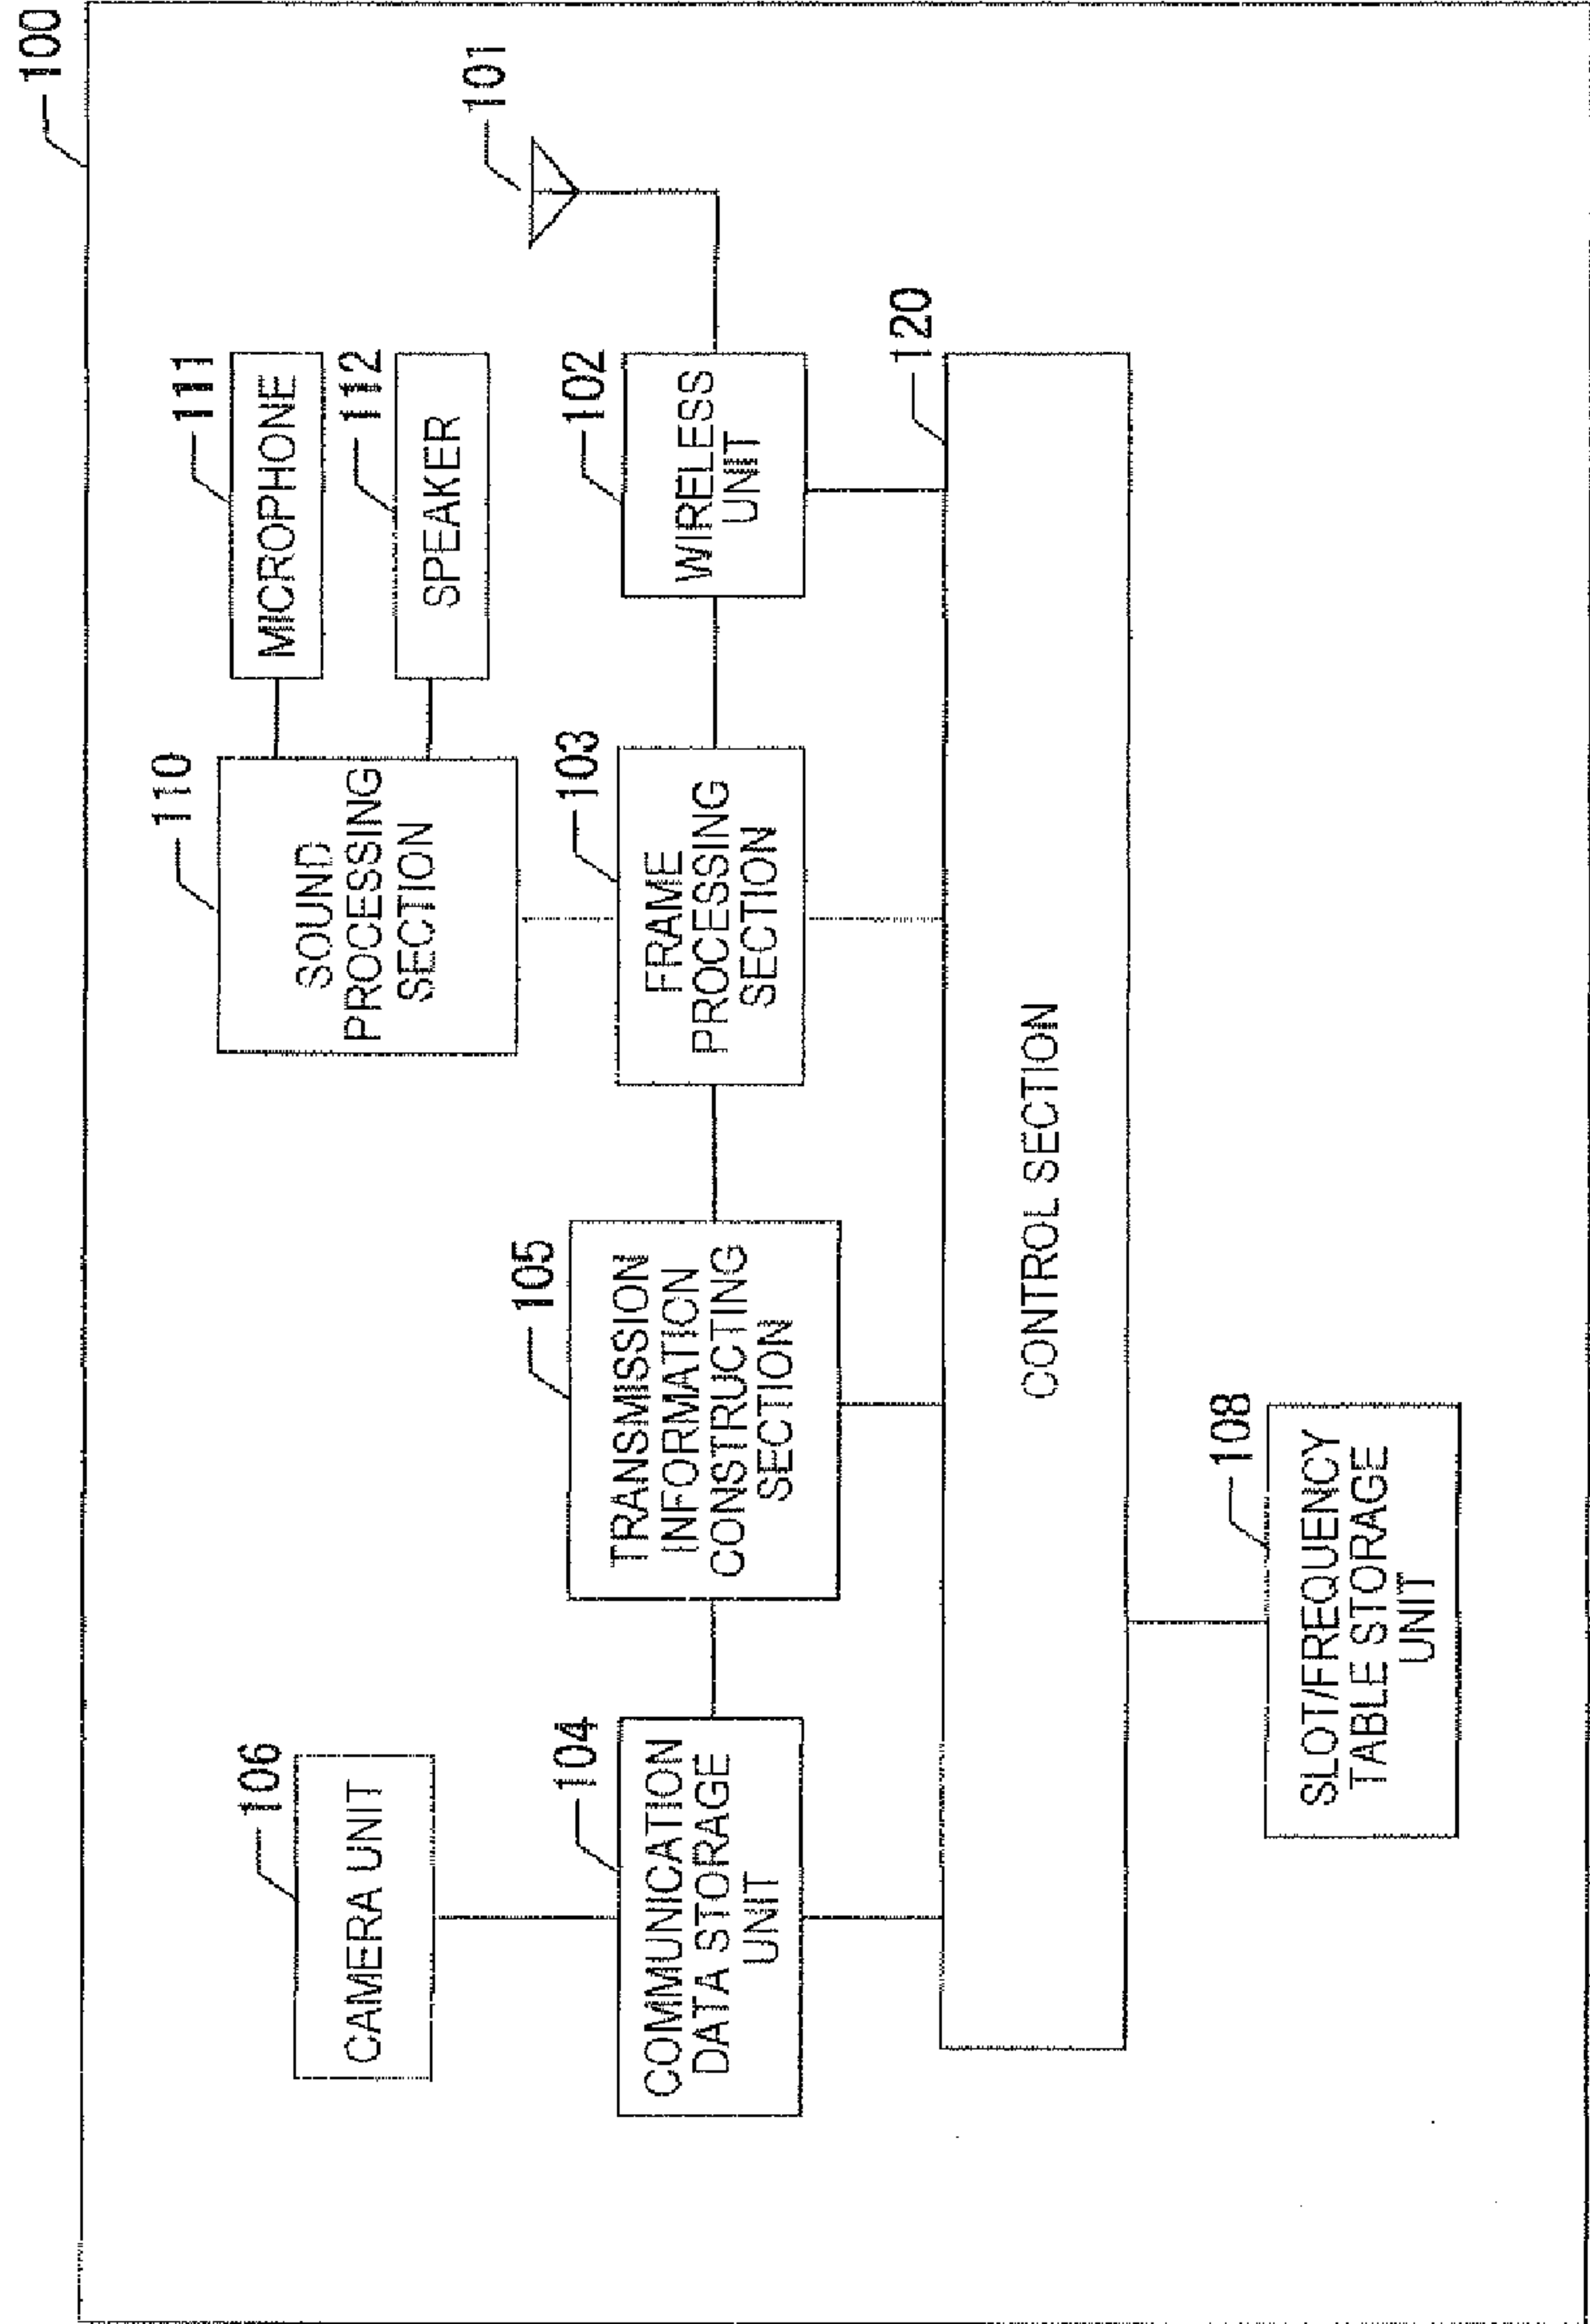 100
106
CAMERA UNIT
110
SOUND
PROCESSING
SECTION
111
MICROPHONE
112
SPEAKER
101
104
COMMUNICATION
DATA STORAGE
UNIT
105
TRANSMISSION
INFORMATION
CONSTRUCTING
SECTION
103
FRAME
PROCESSING
SECTION
102
WIRELESS
UNIT
120
CONTROL SECTION
108
SLOT/FREQUENCY
TABLE STORAGE
UNIT